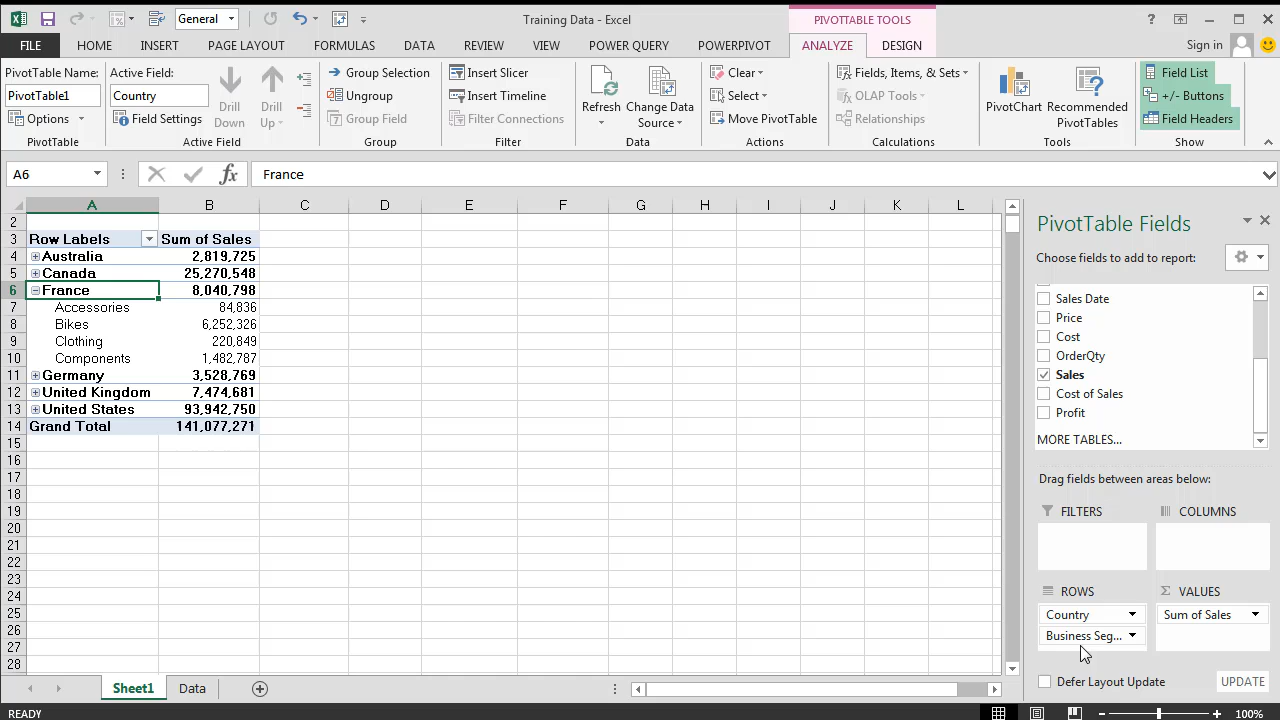 General
Training Data - Excel
PIVOTTABLE TOOLS
?
FILE
HOME
INSERT
PAGE LAYOUT
FORMULAS
DATA
REVIEW
VIEW
POWER QUERY
POWERPIVOT
ANALYZE
DESIGN
Sign in
PivotTable Name:
PivotTable1
Options
PivotTable
Active Field:
Country
Field Settings
Drill Down
Drill Up
Active Field
Group Selection
Ungroup
Group Field
Group
Insert Slicer
Insert Timeline
Filter Connections
Filter
Refresh
Change Data Source
Data
Clear
Select
Move PivotTable
Actions
Fields, Items, & Sets
OLAP Tools
Relationships
Calculations
PivotChart
Recommended PivotTables
Tools
Field List
+/- Buttons
Field Headers
Show
A6
fx
France
A B C D E F G H I J K L
2
3 Row Labels Sum of Sales
4 Australia 2,819,725
5 Canada 25,270,548
6 France 8,040,798
7 Accessories 84,836
8 Bikes 6,252,326
9 Clothing 220,849
10 Components 1,482,787
11 Germany 3,528,769
12 United Kingdom 7,474,681
13 United States 93,942,750
14 Grand Total 141,077,271
15
16
17
18
19
20
21
22
23
24
25
26
27
28
PivotTable Fields
Choose fields to add to report:
Sales Date
Price
Cost
OrderQty
Sales
Cost of Sales
Profit
MORE TABLES...
Drag fields between areas below:
FILTERS
COLUMNS
ROWS
Country
Business Seg...
VALUES
Sum of Sales
Defer Layout Update
UPDATE
Sheet1
Data
READY
100%